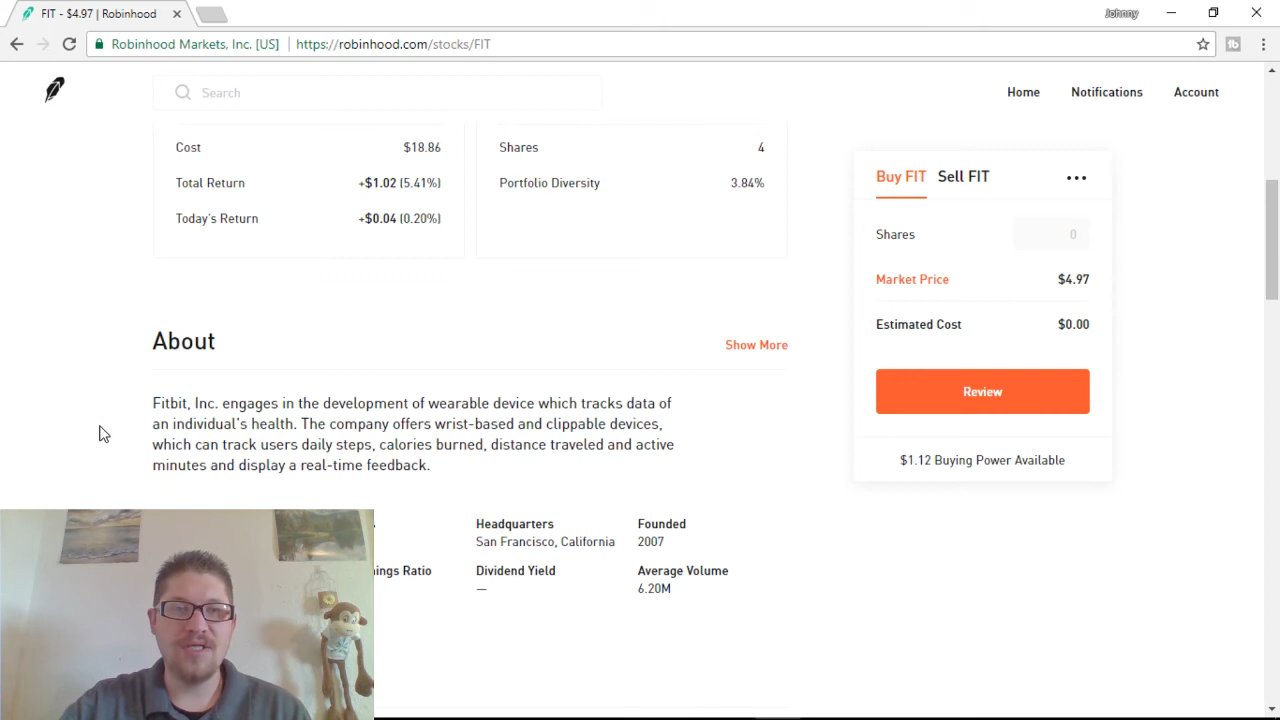 FIT - $4.97 | Robinhood
Johnny
Robinhood Markets, Inc. [US] https://robinhood.com/stocks/FIT
Search
Home Notifications Account
Cost $18.86
Total Return +$1.02 (5.41%)
Today's Return +$0.04 (0.20%)
Shares 4
Portfolio Diversity 3.84%
Buy FIT Sell FIT
Shares 0
Market Price $4.97
Estimated Cost $0.00
Review
$1.12 Buying Power Available
About Show More
Fitbit, Inc. engages in the development of wearable device which tracks data of
an individual's health. The company offers wrist-based and clippable devices,
which can track users daily steps, calories burned, distance traveled and active
minutes and display a real-time feedback.
Headquarters Founded
San Francisco, California 2007
Ratio Dividend Yield Average Volume
— 6.20M